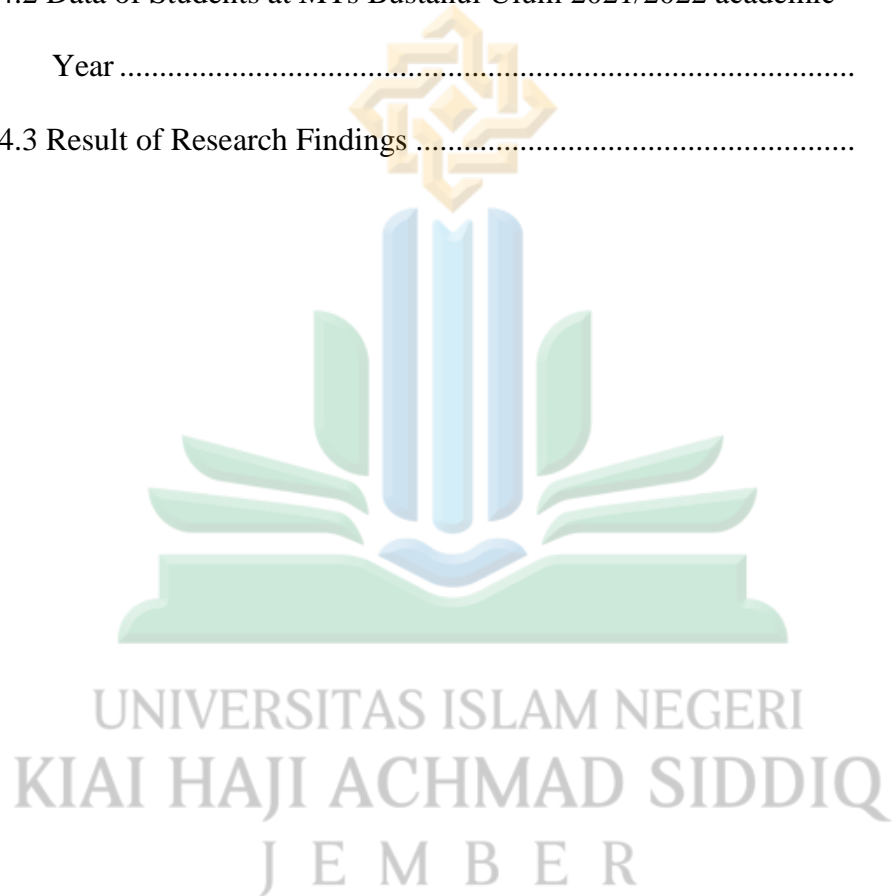 4.2 Data of Students at MTs Bustanul Ulum 2021/2022 academic
Year ............................................................................................
4.3 Result of Research Findings .......................................................
UNIVERSITAS ISLAM NEGERI
KIAI HAJI ACHMAD SIDDIQ
JEMBER